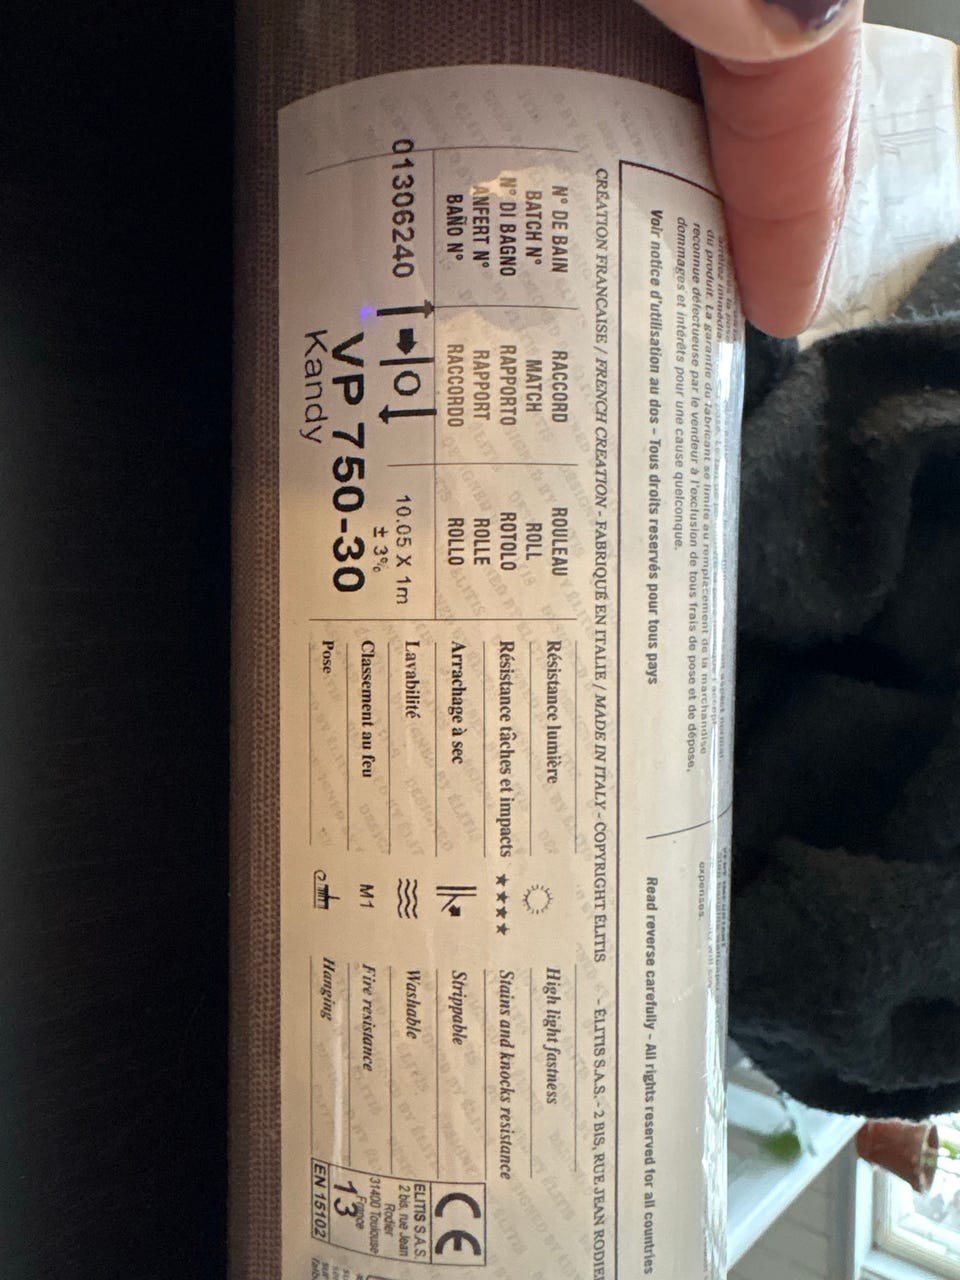 arrêtez immédia
du produit. La garantie du fabricant se limite au remplacement de la marchandise
reconnue défectueuse par le vendeur à l'exclusion de tous frais de pose et de dépose,
dommages et intérêts pour une cause quelconque.
Voir notice d'utilisation au dos - Tous droits reservés pour tous pays
expenses.
Read reverse carefully - All rights reserved for all countries
CRÉATION FRANCAISE / FRENCH CREATION - FABRIQUÉ EN ITALIE / MADE IN ITALY - COPYRIGHT ÉLITIS - ÉLITIS S.A.S. - 2 BIS, RUE JEAN RODIER
N° DE BAIN
BATCH N°
N° DI BAGNO
ANFERT N°
BAÑO N°
01306240
RACCORD
MATCH
RAPPORTO
RAPPORT
RACCORDO
0
ROULEAU
ROLL
ROTOLO
ROLLE
ROLLO
10.05 X 1m
± 3%
VP 750-30
Kandy
Résistance lumière
High light fastness
Résistance tâches et impacts ★★★★ Stains and knocks resistance
Arrachage à sec
Strippable
Lavabilité
Washable
Classement au feu M1 Fire resistance
Pose
Hanging
CE
ELITIS S.A.S.
2 bis, rue Jean
Rodier
31400 Toulouse
France
13
EN 15102